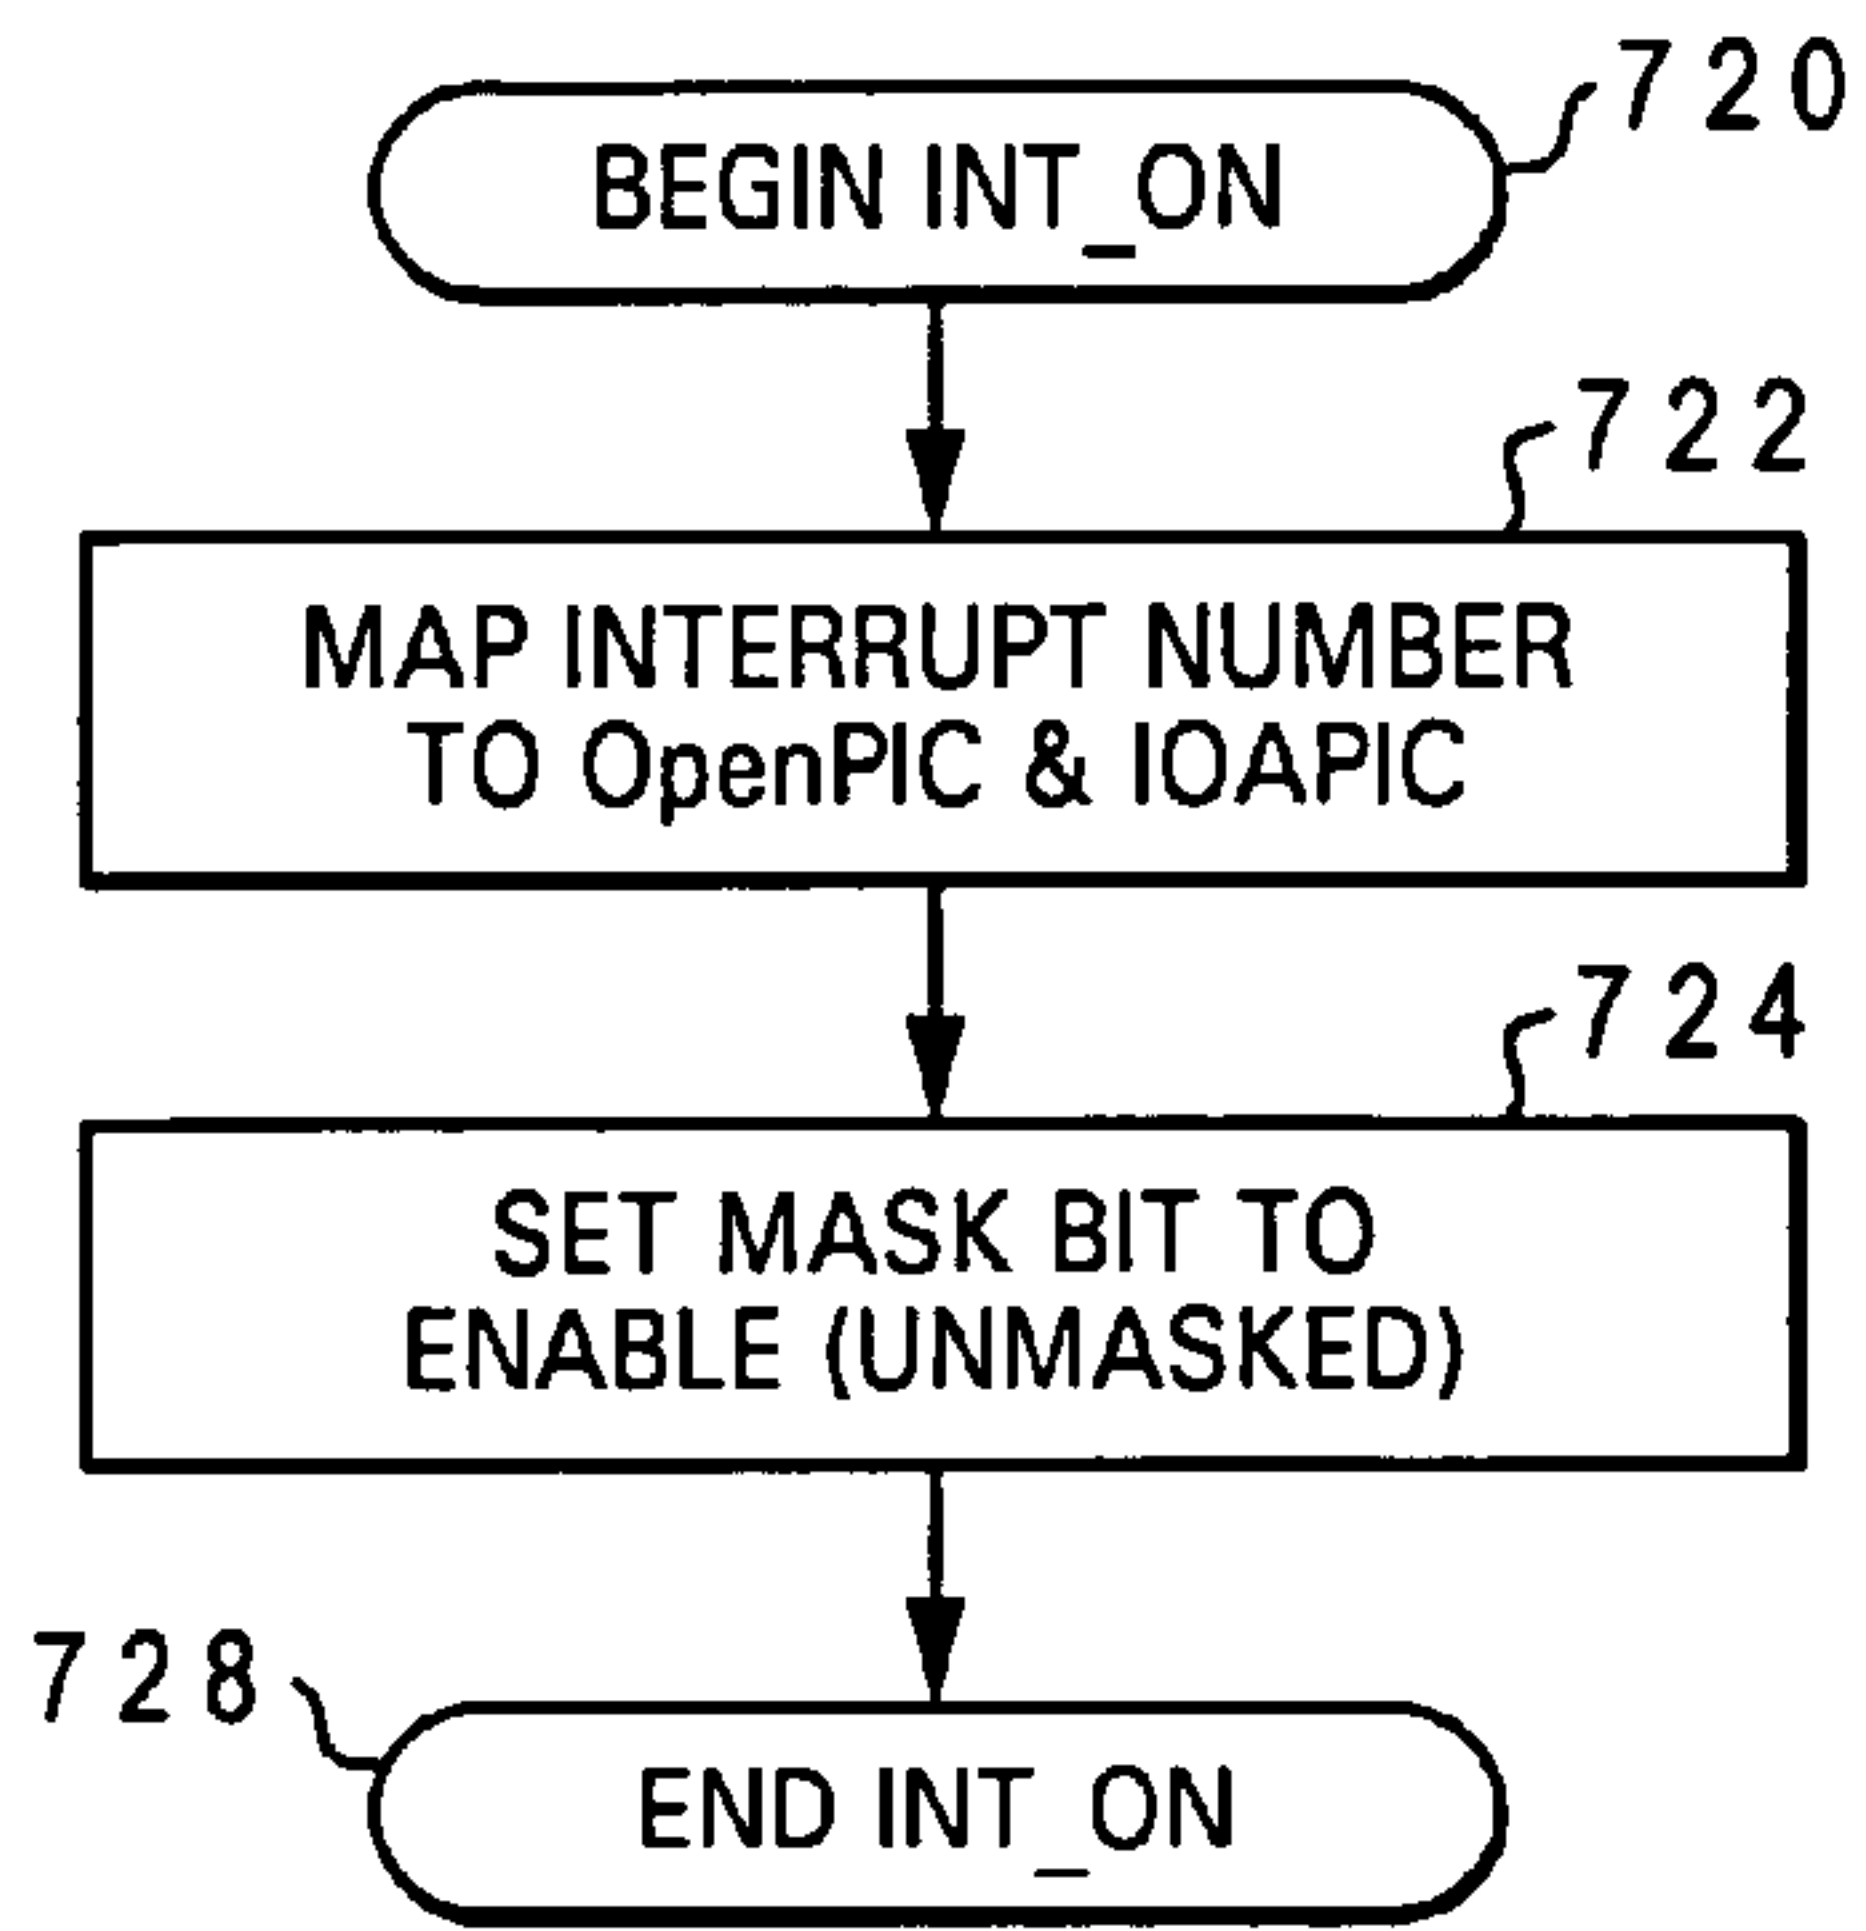 720
BEGIN INT_ON
722
MAP INTERRUPT NUMBER
TO OpenPIC & IOAPIC
724
SET MASK BIT TO
ENABLE (UNMASKED)
728
END INT_ON